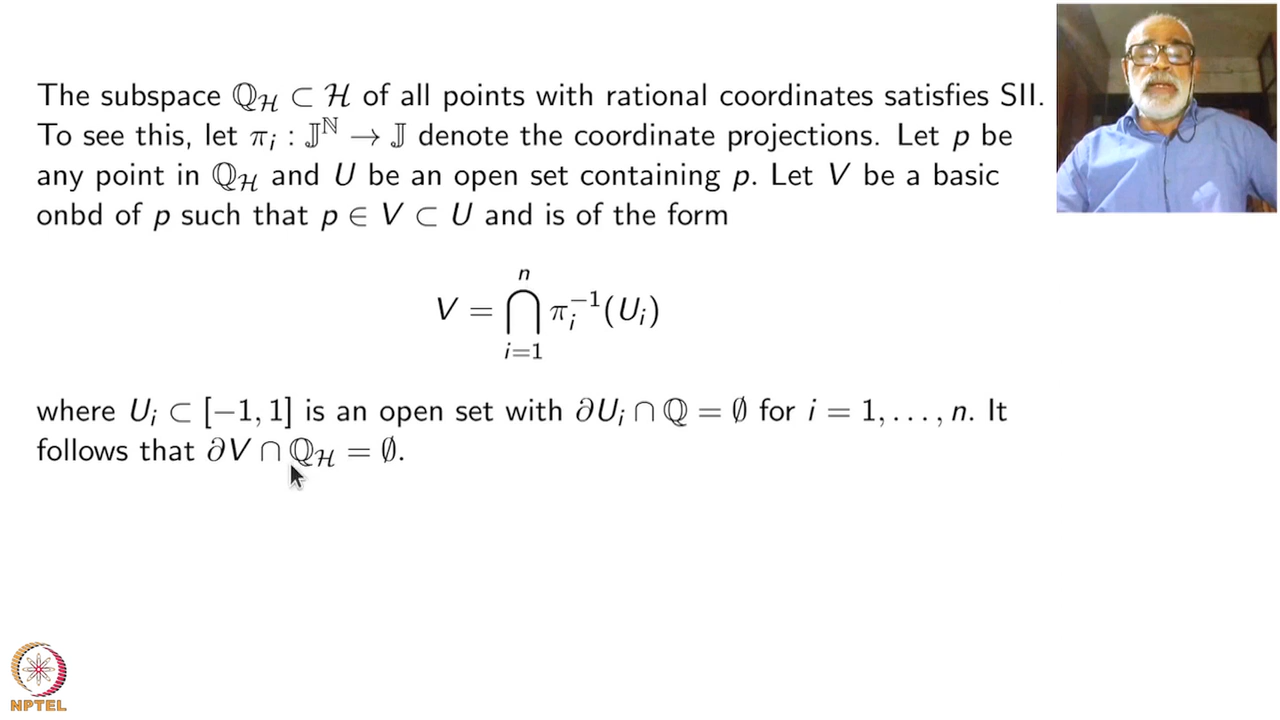 The subspace ℚ_ℋ ⊂ ℋ of all points with rational coordinates satisfies SII.
To see this, let π_i : 𝕁^ℕ → 𝕁 denote the coordinate projections. Let p be
any point in ℚ_ℋ and U be an open set containing p. Let V be a basic
onbd of p such that p ∈ V ⊂ U and is of the form
V = ⋂_{i=1}^{n} π_i^{-1}(U_i)
where U_i ⊂ [−1, 1] is an open set with ∂U_i ∩ ℚ = ∅ for i = 1, . . . , n. It
follows that ∂V ∩ ℚ_ℋ = ∅.
NPTEL